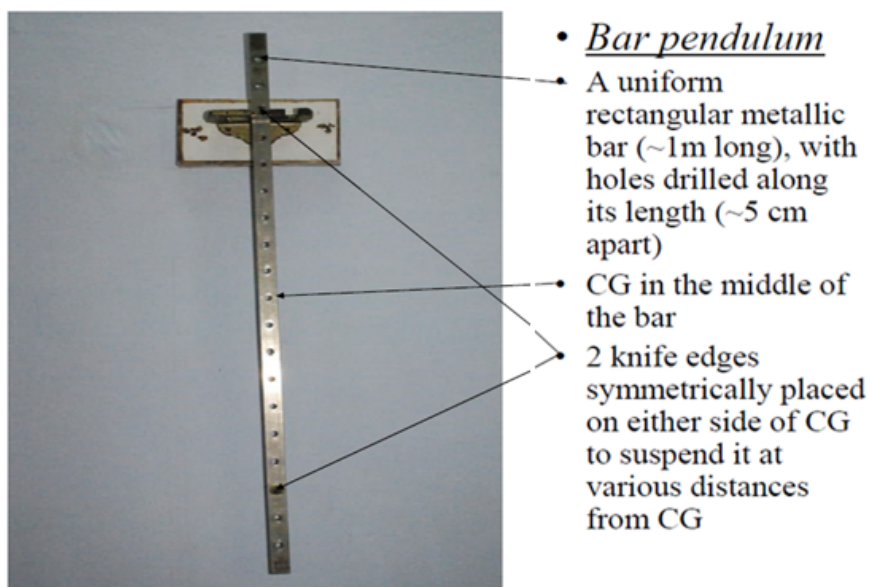 • Bar pendulum
• A uniform
rectangular metallic
bar (~1m long), with
holes drilled along
its length (~5 cm
apart)
• CG in the middle of
the bar
• 2 knife edges
symmetrically placed
on either side of CG
to suspend it at
various distances
from CG